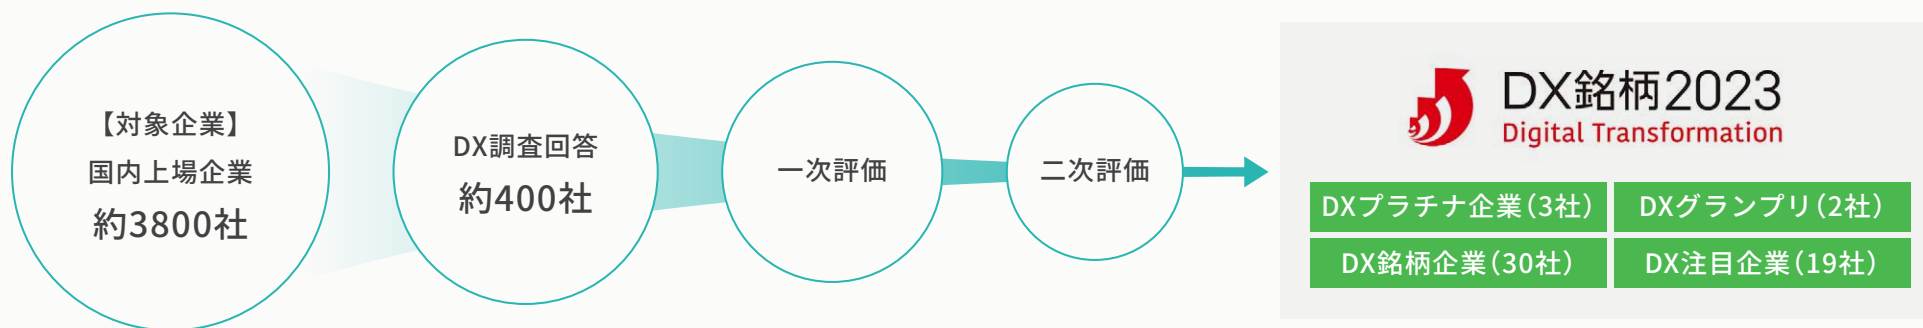 【対象企業】
国内上場企業
約3800社
DX調査回答
約400社
一次評価
二次評価
DX銘柄2023
Digital Transformation
DXプラチナ企業（3社）
DXグランプリ（2社）
DX銘柄企業（30社）
DX注目企業（19社）